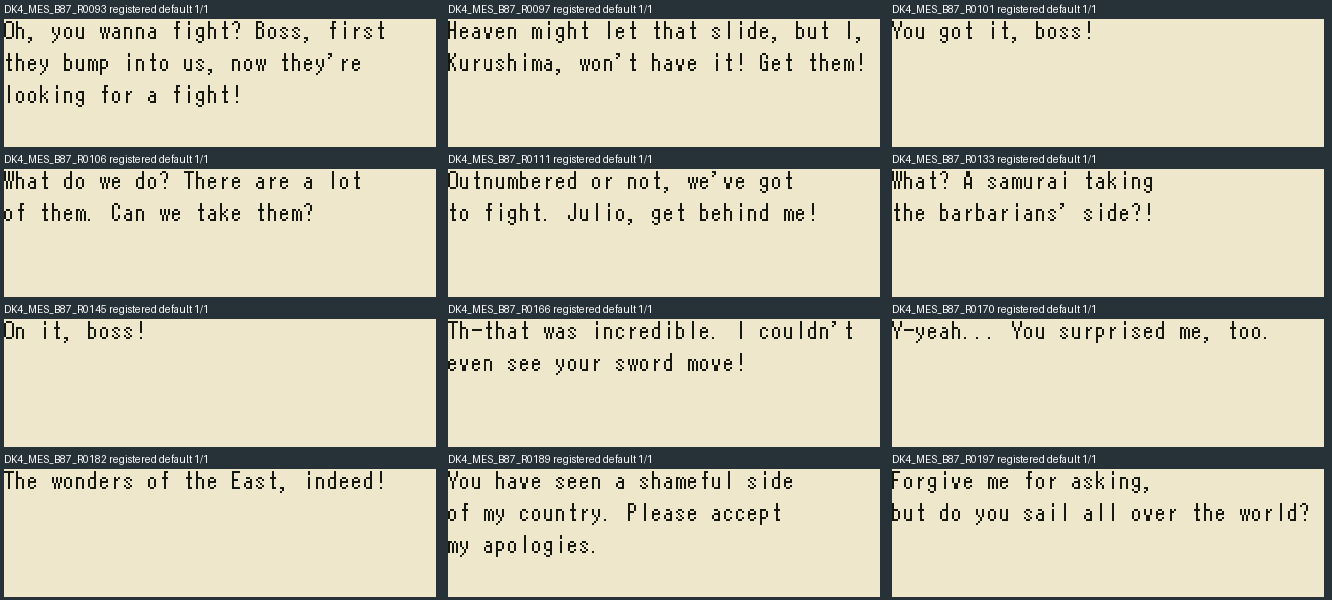 DK4_MES_B87_R0093 registered default 1/1
Oh, you wanna fight? Boss, first
they bump into us, now they're
looking for a fight!
DK4_MES_B87_R0097 registered default 1/1
Heaven might let that slide, but I,
Kurushima, won't have it! Get them!
DK4_MES_B87_R0101 registered default 1/1
You got it, boss!
DK4_MES_B87_R0106 registered default 1/1
What do we do? There are a lot
of them. Can we take them?
DK4_MES_B87_R0111 registered default 1/1
Outnumbered or not, we've got
to fight. Julio, get behind me!
DK4_MES_B87_R0133 registered default 1/1
What? A samurai taking
the barbarians' side?!
DK4_MES_B87_R0145 registered default 1/1
On it, boss!
DK4_MES_B87_R0166 registered default 1/1
Th-that was incredible. I couldn't
even see your sword move!
DK4_MES_B87_R0170 registered default 1/1
Y-yeah... You surprised me, too.
DK4_MES_B87_R0182 registered default 1/1
The wonders of the East, indeed!
DK4_MES_B87_R0189 registered default 1/1
You have seen a shameful side
of my country. Please accept
my apologies.
DK4_MES_B87_R0197 registered default 1/1
Forgive me for asking,
but do you sail all over the world?